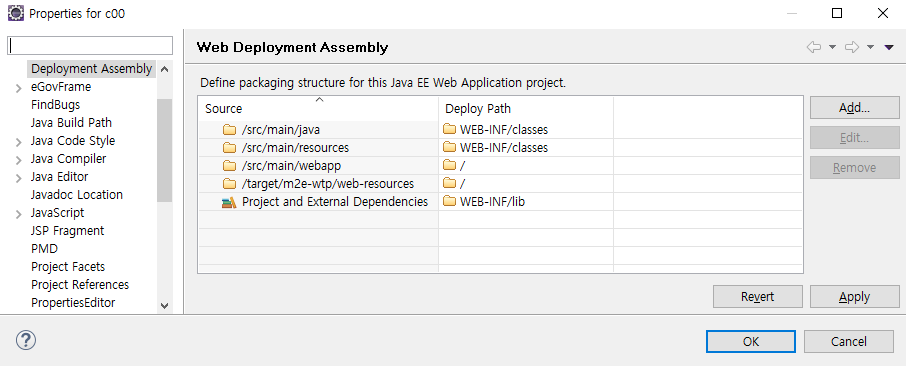 Properties for c00
Deployment Assembly
eGovFrame
FindBugs
Java Build Path
Java Code Style
Java Compiler
Java Editor
Javadoc Location
JavaScript
JSP Fragment
PMD
Project Facets
Project References
PropertiesEditor
Web Deployment Assembly
Define packaging structure for this Java EE Web Application project.
Source Deploy Path
/src/main/java WEB-INF/classes
/src/main/resources WEB-INF/classes
/src/main/webapp /
/target/m2e-wtp/web-resources /
Project and External Dependencies WEB-INF/lib
Add...
Edit...
Remove
Revert Apply
? OK Cancel